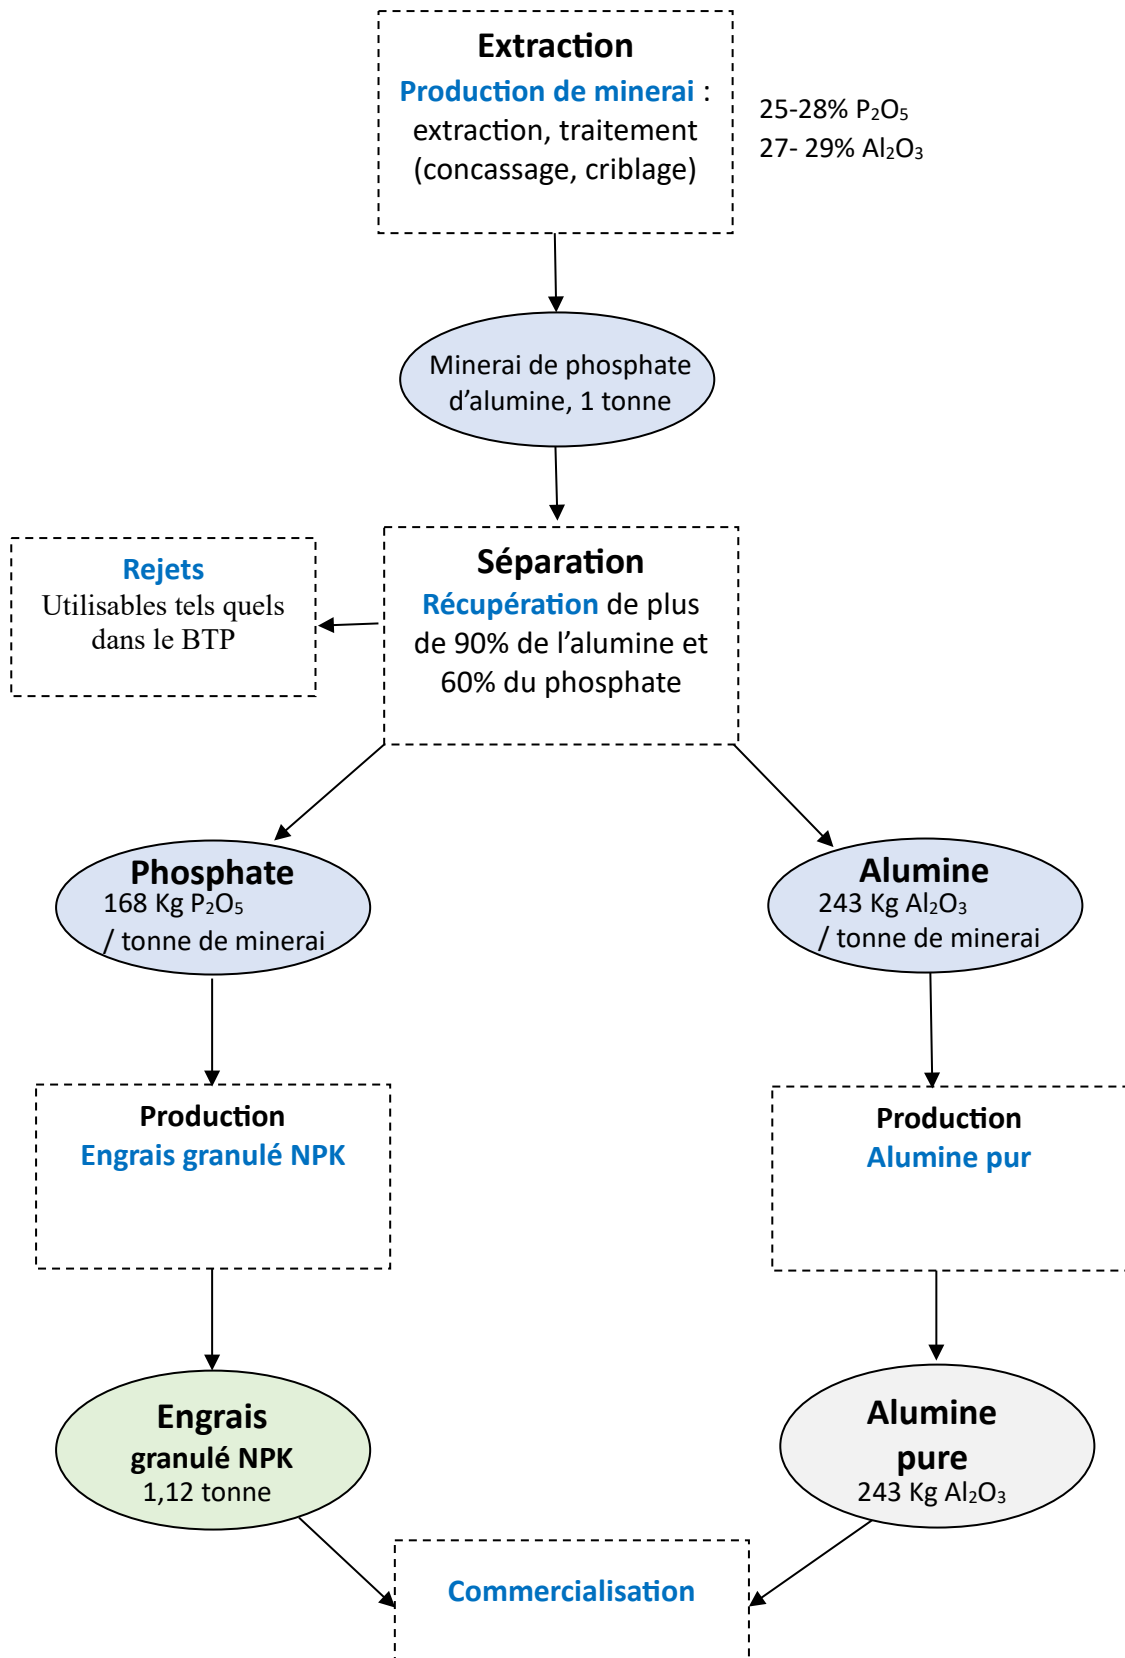 Extraction
Production de minerai :
extraction, traitement
(concassage, criblage)
25-28% P₂O₅
27- 29% Al₂O₃
Minerai de phosphate
d’alumine, 1 tonne
Rejets
Utilisables tels quels
dans le BTP
Séparation
Récupération de plus
de 90% de l’alumine et
60% du phosphate
Phosphate
168 Kg P₂O₅
/ tonne de minerai
Alumine
243 Kg Al₂O₃
/ tonne de minerai
Production
Engrais granulé NPK
Production
Alumine pur
Engrais
granulé NPK
1,12 tonne
Alumine
pure
243 Kg Al₂O₃
Commercialisation